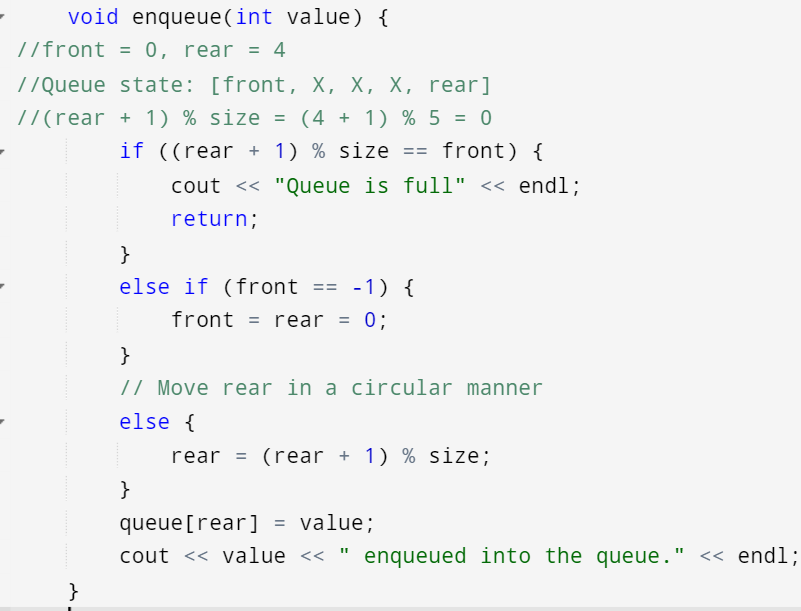 void enqueue(int value) {
//front = 0, rear = 4
//Queue state: [front, X, X, X, rear]
//(rear + 1) % size = (4 + 1) % 5 = 0
if ((rear + 1) % size == front) {
cout << "Queue is full" << endl;
return;
}
else if (front == -1) {
front = rear = 0;
}
// Move rear in a circular manner
else {
rear = (rear + 1) % size;
}
queue[rear] = value;
cout << value << " enqueued into the queue." << endl;
}